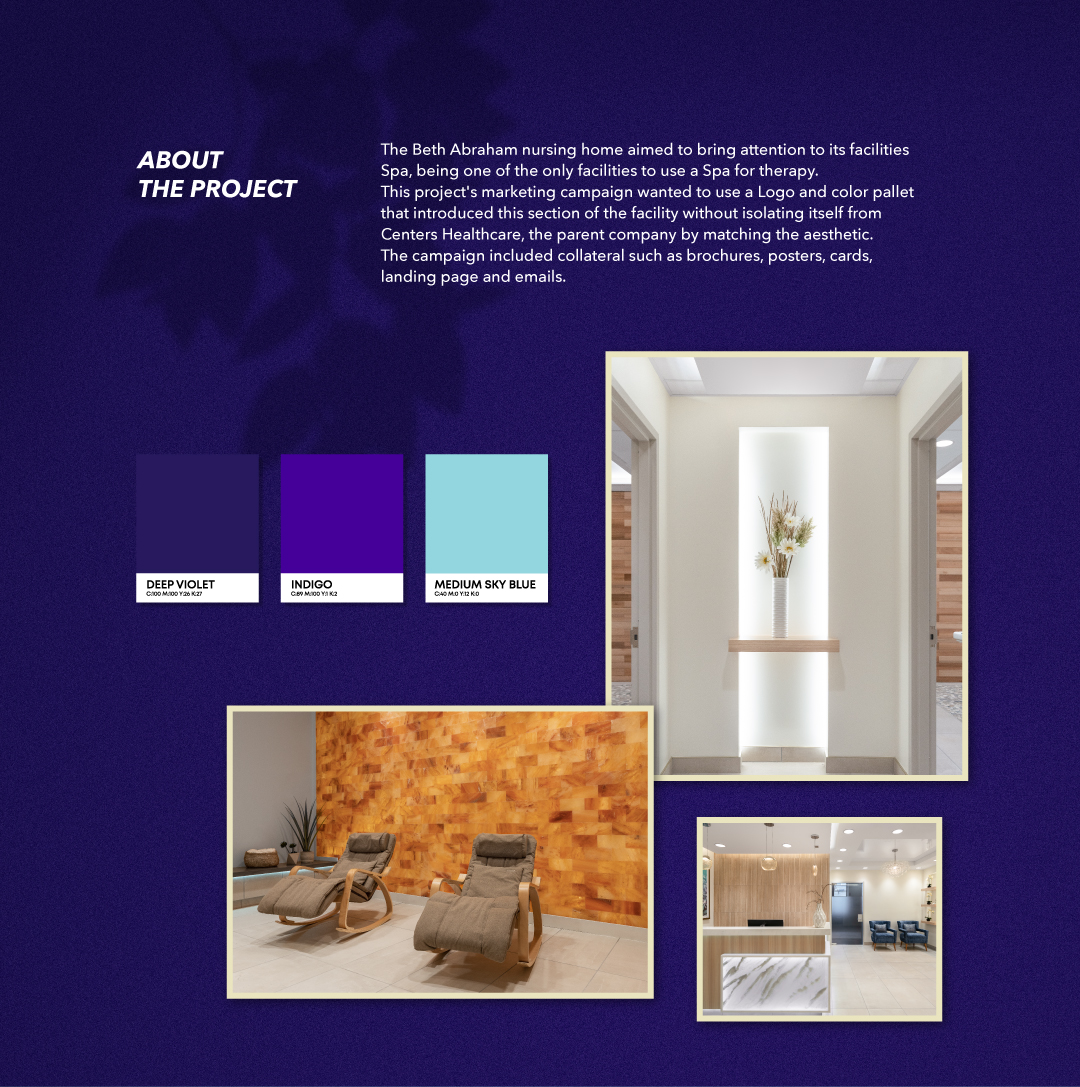 ABOUT
THE PROJECT
The Beth Abraham nursing home aimed to bring attention to its facilities
Spa, being one of the only facilities to use a Spa for therapy.
This project's marketing campaign wanted to use a Logo and color pallet
that introduced this section of the facility without isolating itself from
Centers Healthcare, the parent company by matching the aesthetic.
The campaign included collateral such as brochures, posters, cards,
landing page and emails.
DEEP VIOLET
C:100 M:100 Y:26 K:27
INDIGO
C:89 M:100 Y:1 K:2
MEDIUM SKY BLUE
C:40 M:0 Y:12 K:0